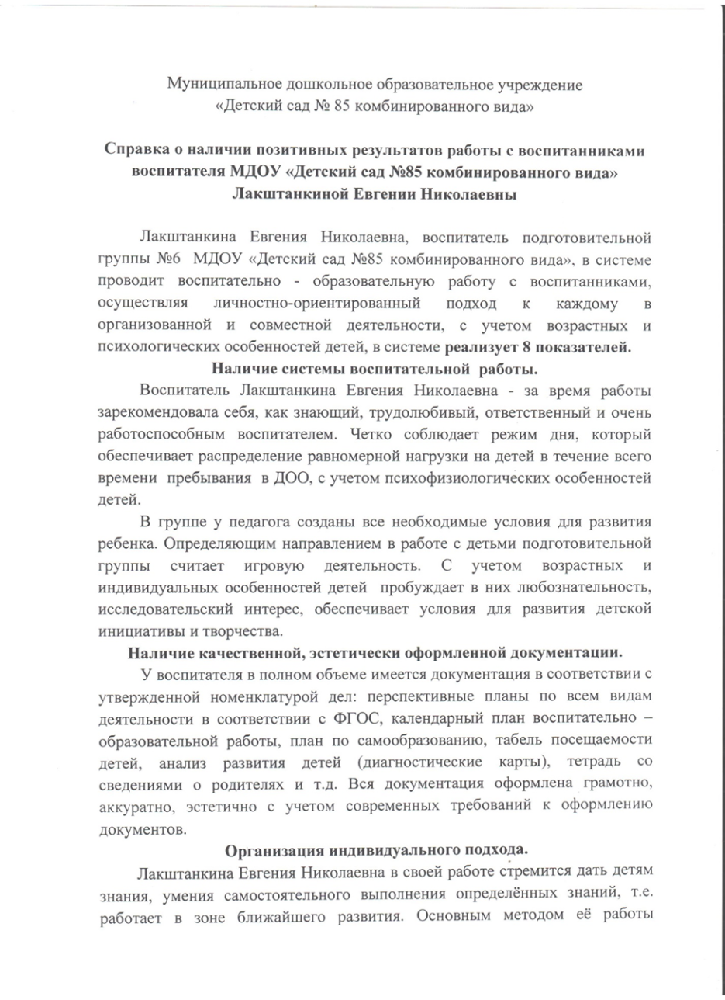 Муниципальное дошкольное образовательное учреждение
«Детский сад № 85 комбинированного вида»
Справка о наличии позитивных результатов работы с воспитанниками
воспитателя МДОУ «Детский сад №85 комбинированного вида»
Лакштанкиной Евгении Николаевны
Лакштанкина Евгения Николаевна, воспитатель подготовительной
группы №6 МДОУ «Детский сад №85 комбинированного вида», в системе
проводит воспитательно - образовательную работу с воспитанниками,
осуществляя личностно-ориентированный подход к каждому в
организованной и совместной деятельности, с учетом возрастных и
психологических особенностей детей, в системе реализует 8 показателей.
Наличие системы воспитательной работы.
Воспитатель Лакштанкина Евгения Николаевна - за время работы
зарекомендовала себя, как знающий, трудолюбивый, ответственный и очень
работоспособным воспитателем. Четко соблюдает режим дня, который
обеспечивает распределение равномерной нагрузки на детей в течение всего
времени пребывания в ДОО, с учетом психофизиологических особенностей
детей.
В группе у педагога созданы все необходимые условия для развития
ребенка. Определяющим направлением в работе с детьми подготовительной
группы считает игровую деятельность. С учетом возрастных и
индивидуальных особенностей детей пробуждает в них любознательность,
исследовательский интерес, обеспечивает условия для развития детской
инициативы и творчества.
Наличие качественной, эстетически оформленной документации.
У воспитателя в полном объеме имеется документация в соответствии с
утвержденной номенклатурой дел: перспективные планы по всем видам
деятельности в соответствии с ФГОС, календарный план воспитательно –
образовательной работы, план по самообразованию, табель посещаемости
детей, анализ развития детей (диагностические карты), тетрадь со
сведениями о родителях и т.д. Вся документация оформлена грамотно,
аккуратно, эстетично с учетом современных требований к оформлению
документов.
Организация индивидуального подхода.
Лакштанкина Евгения Николаевна в своей работе стремится дать детям
знания, умения самостоятельного выполнения определённых знаний, т.е.
работает в зоне ближайшего развития. Основным методом её работы